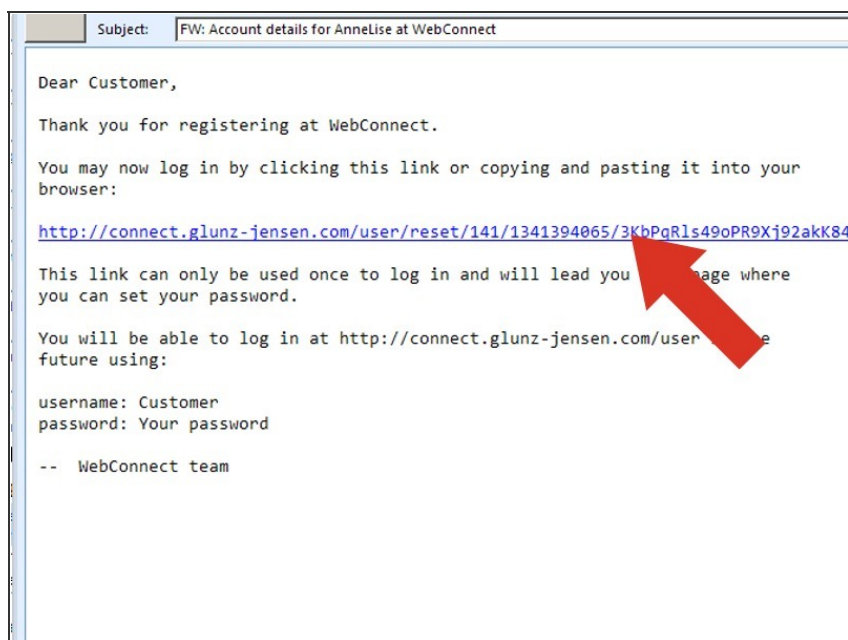 Subject: FW: Account details for AnneLise at WebConnect
Dear Customer,
Thank you for registering at WebConnect.
You may now log in by clicking this link or copying and pasting it into your
browser:
http://connect.glunz-jensen.com/user/reset/141/1341394065/3KbPqRls49oPR9Xj92akK84
This link can only be used once to log in and will lead you page where
you can set your password.
You will be able to log in at http://connect.glunz-jensen.com/user
future using:
username: Customer
password: Your password
-- WebConnect team